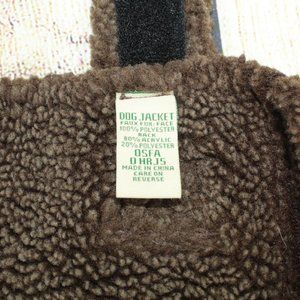 DOG JACKET
FAUX FUR: FACE
100% POLYESTER
BACK
80% ACRYLIC
20% POLYESTER
OSFA
0HRJ5
MADE IN CHINA
CARE ON
REVERSE